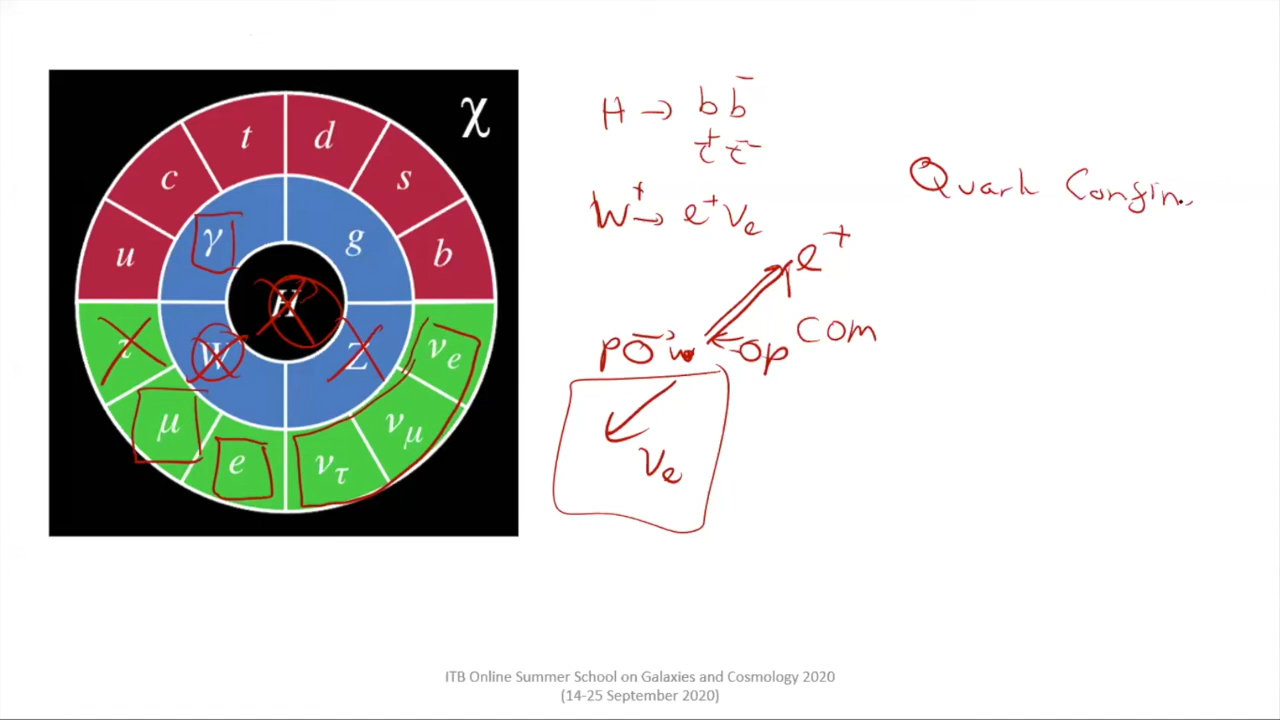 χ
t d
c s
u γ g b
H
τ W Z νe
μ νμ
e ντ
H → b b̄
τ⁺ τ⁻
W⁺ → e⁺ νe
e⁺
COM
p w p
νe
Quark Confin
ITB Online Summer School on Galaxies and Cosmology 2020
(14-25 September 2020)